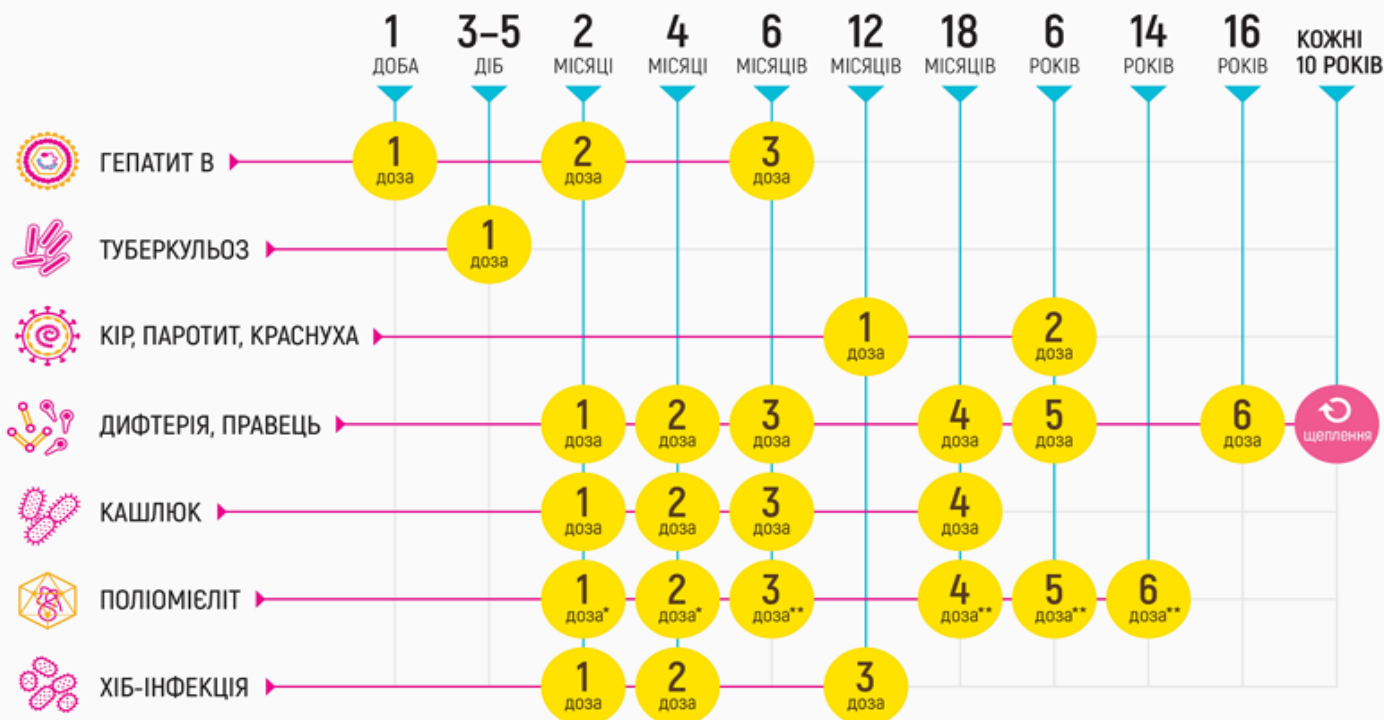 1 3–5 2 4 6 12 18 6 14 16 КОЖНІ
ДОБА ДІБ МІСЯЦІ МІСЯЦІ МІСЯЦІВ МІСЯЦІВ МІСЯЦІВ РОКІВ РОКІВ РОКІВ 10 РОКІВ
ГЕПАТИТ В 1 2 3
доза доза доза
ТУБЕРКУЛЬОЗ 1
доза
КІР, ПАРОТИТ, КРАСНУХА 1 2
доза доза
ДИФТЕРІЯ, ПРАВЕЦЬ 1 2 3 4 5 6
доза доза доза доза доза доза щеплення
КАШЛЮК 1 2 3 4
доза доза доза доза
ПОЛІОМІЄЛІТ 1 2 3 4 5 6
доза* доза* доза** доза** доза** доза**
ХІБ-ІНФЕКЦІЯ 1 2 3
доза доза доза